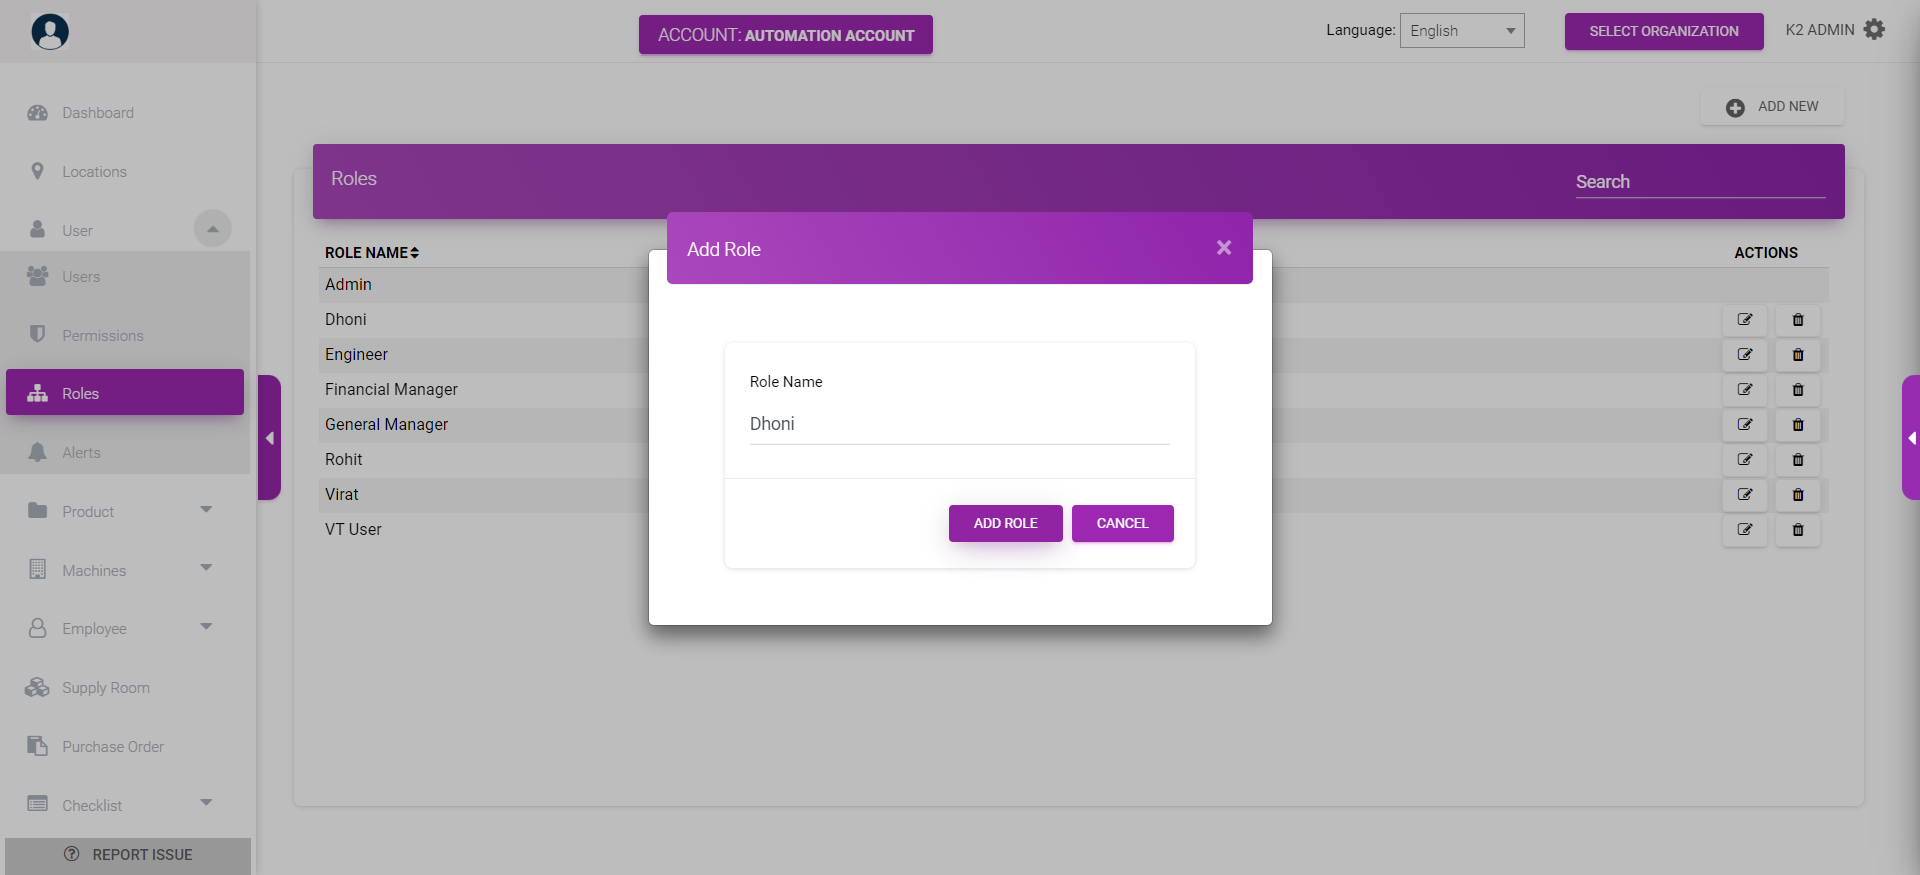 ACCOUNT: AUTOMATION ACCOUNT
Language: English
SELECT ORGANIZATION
K2 ADMIN
Dashboard
Locations
User
Users
Permissions
Roles
Alerts
Product
Machines
Employee
Supply Room
Purchase Order
Checklist
REPORT ISSUE
ADD NEW
Roles
Search
ROLE NAME
ACTIONS
Admin
Dhoni
Engineer
Financial Manager
General Manager
Rohit
Virat
VT User
Add Role
×
Role Name
Dhoni
ADD ROLE
CANCEL